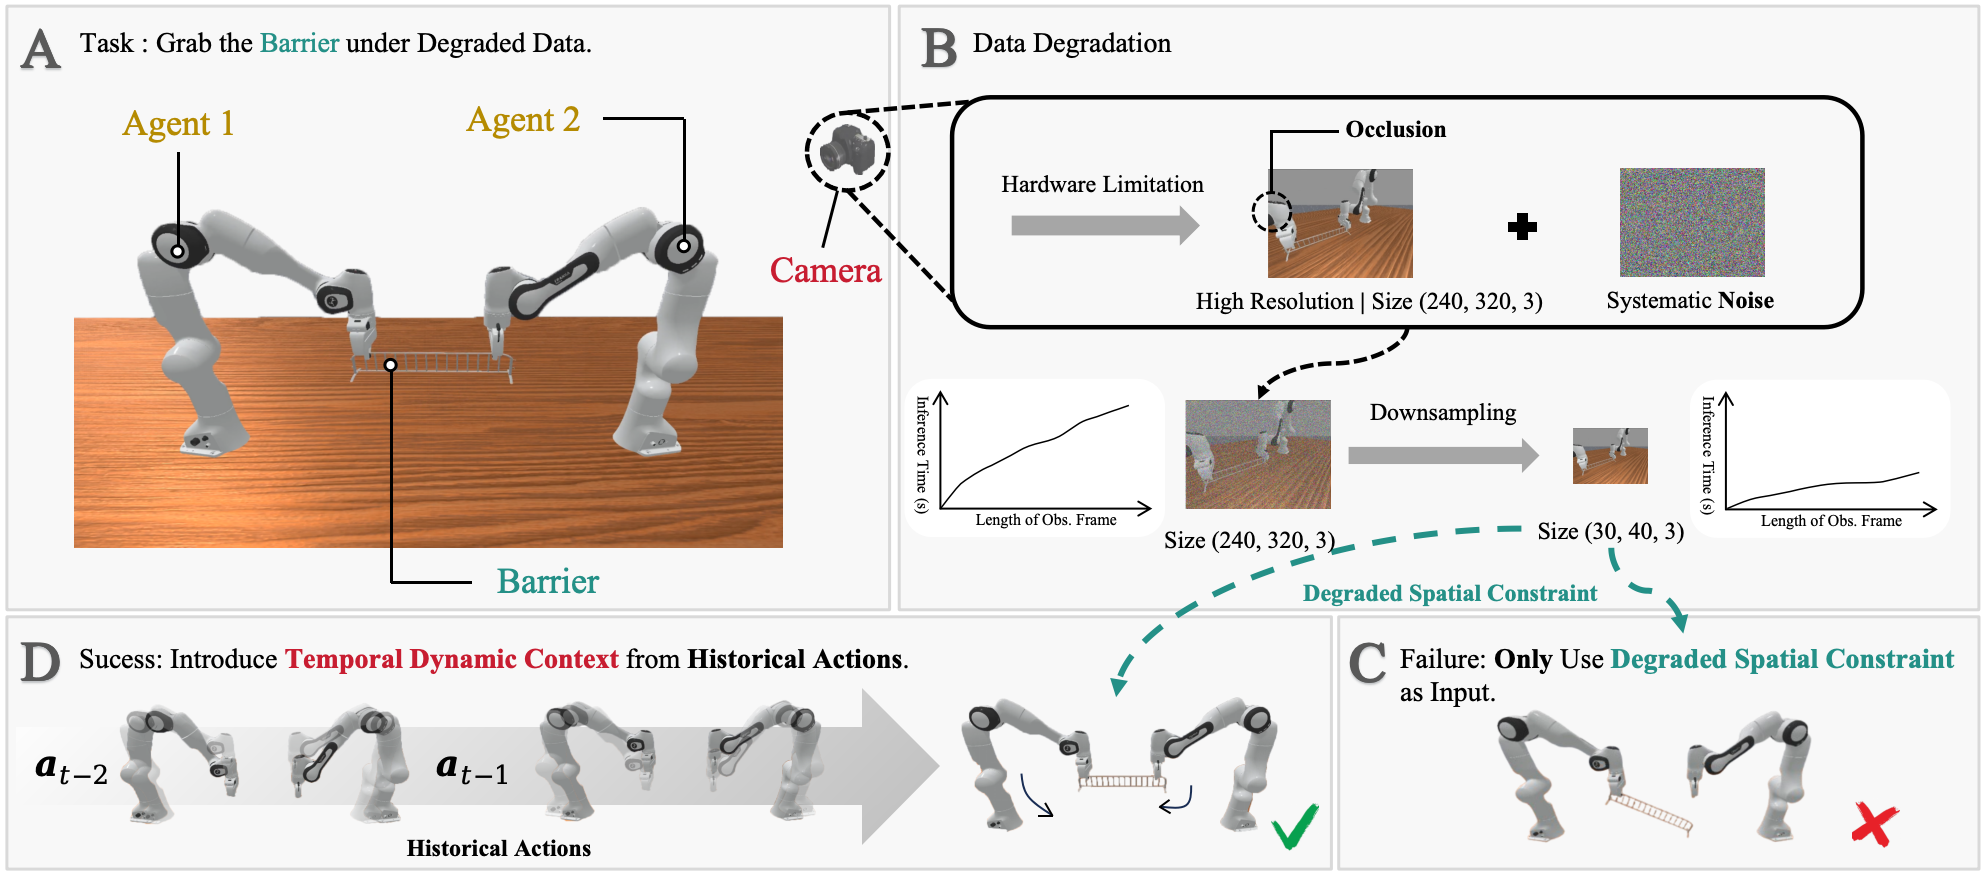 A
Task : Grab the Barrier under Degraded Data.
Agent 1
Agent 2
Camera
Barrier
B
Data Degradation
Occlusion
Hardware Limitation
High Resolution | Size (240, 320, 3)
Systematic Noise
Inference Time (s)
Length of Obs. Frame
Size (240, 320, 3)
Downsampling
Size (30, 40, 3)
Inference Time (s)
Length of Obs. Frame
Degraded Spatial Constraint
D
Sucess: Introduce Temporal Dynamic Context from Historical Actions.
a_{t−2}
a_{t−1}
Historical Actions
C
Failure: Only Use Degraded Spatial Constraint
as Input.